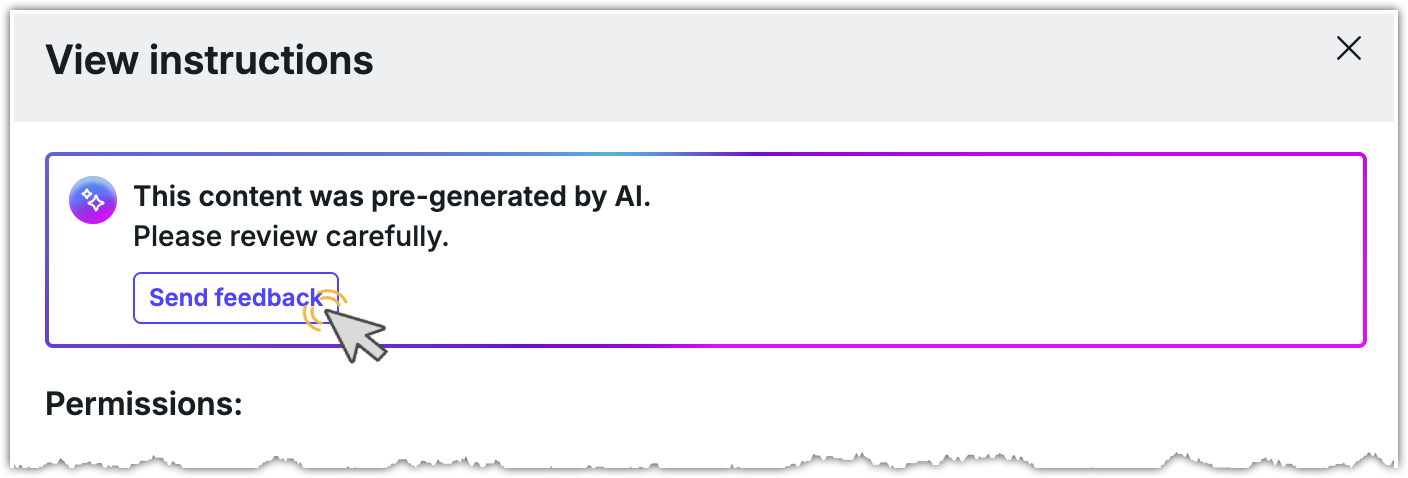 View instructions
This content was pre-generated by AI.
Please review carefully.
Send feedback
Permissions: